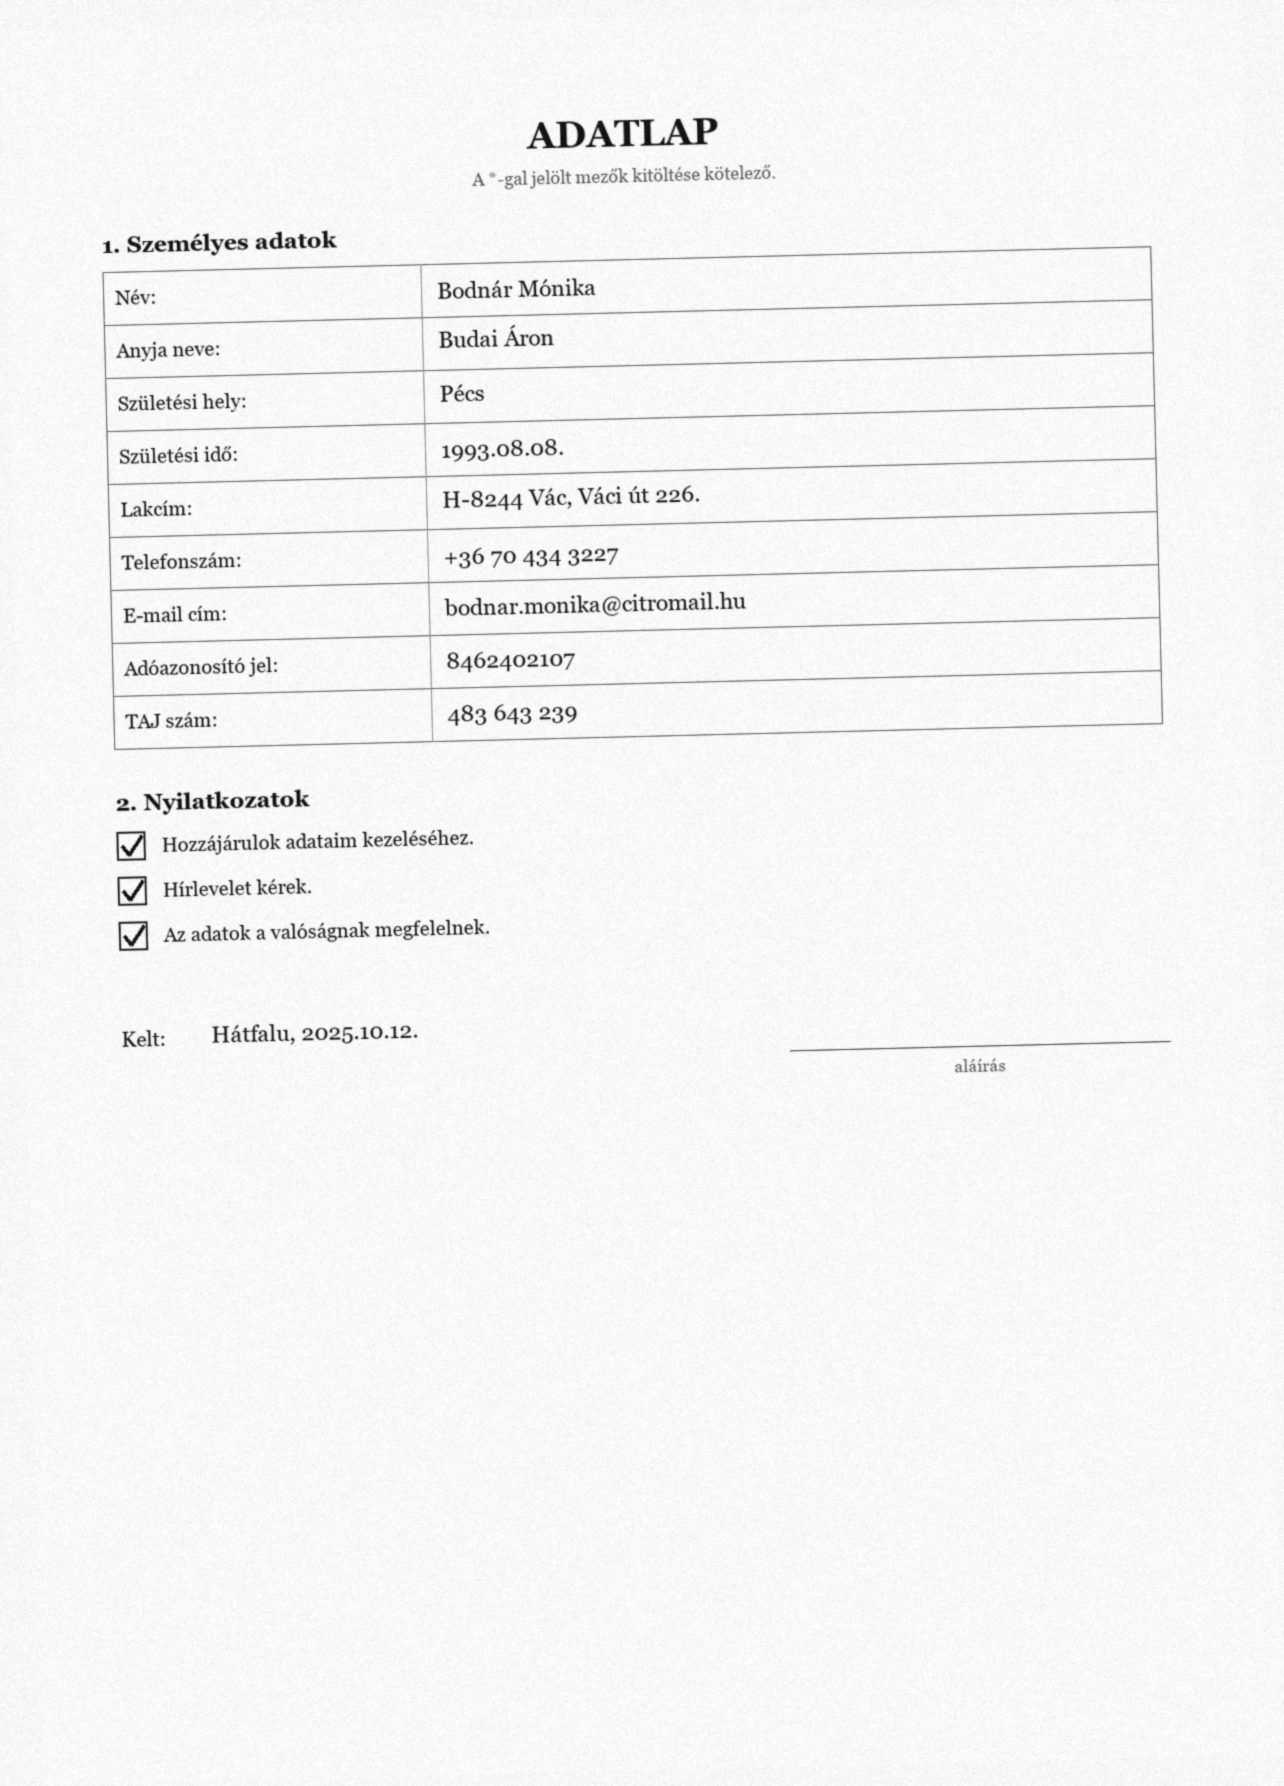 ADATLAP
A *-gal jelölt mezők kitöltése kötelező.
1. Személyes adatok
Név: Bodnár Mónika
Anyja neve: Budai Áron
Születési hely: Pécs
Születési idő: 1993.08.08.
Lakcím: H-8244 Vác, Váci út 226.
Telefonszám: +36 70 434 3227
E-mail cím: bodnar.monika@citromail.hu
Adóazonosító jel: 8462402107
TAJ szám: 483 643 239
2. Nyilatkozatok
Hozzájárulok adataim kezeléséhez.
Hírlevelet kérek.
Az adatok a valóságnak megfelelnek.
Kelt: Hátfalu, 2025.10.12.
aláírás